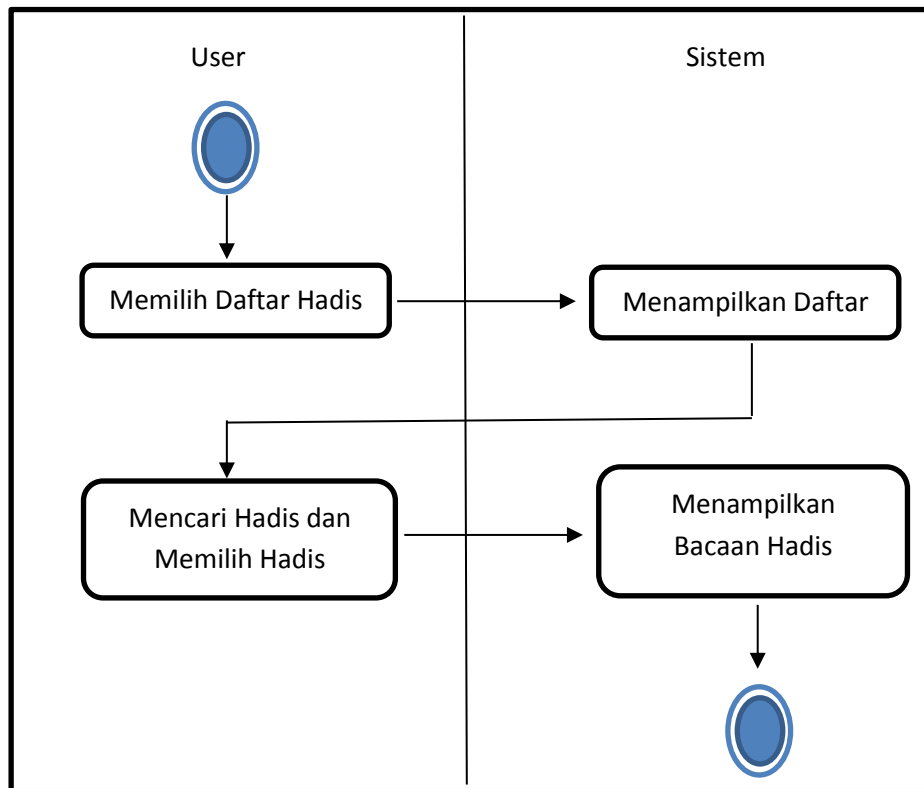 User
Sistem
Memilih Daftar Hadis
Menampilkan Daftar
Mencari Hadis dan
Memilih Hadis
Menampilkan
Bacaan Hadis